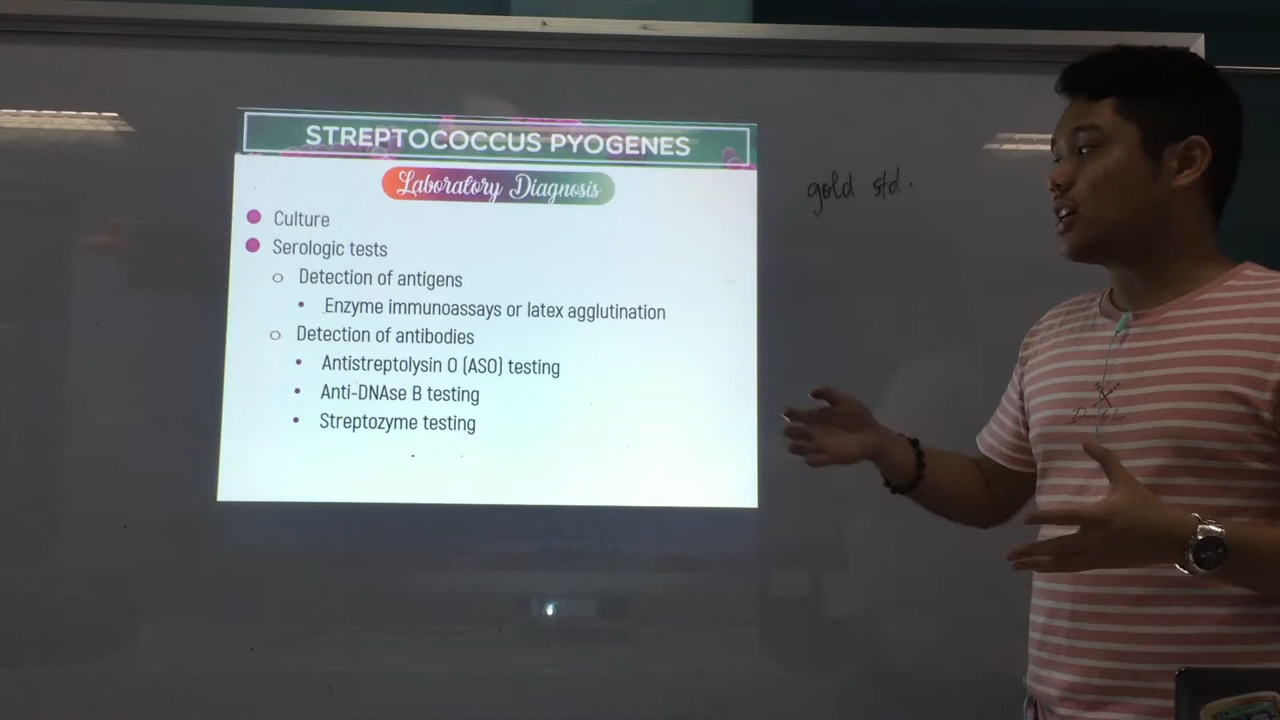 STREPTOCOCCUS PYOGENES
Laboratory Diagnosis
Culture
Serologic tests
Detection of antigens
Enzyme immunoassays or latex agglutination
Detection of antibodies
Antistreptolysin O (ASO) testing
Anti-DNAse B testing
Streptozyme testing
gold std.